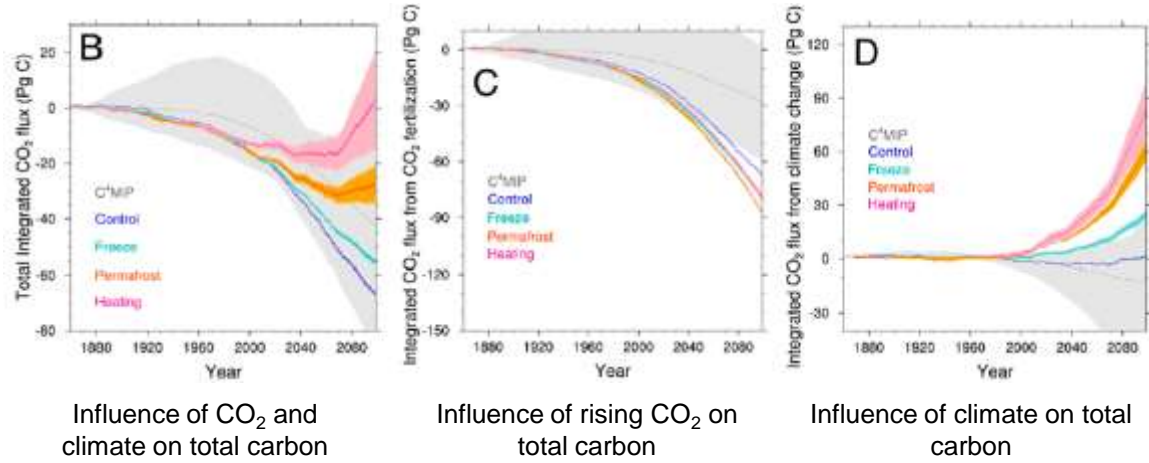 B
Total Integrated CO₂ flux (Pg C)
20
0
-20
-40
-60
-80
C⁴MIP
Control
Freeze
Permafrost
Heating
1880 1920 1960 2000 2040 2080
Year
Influence of CO₂ and
climate on total carbon
C
Integrated CO₂ flux from CO₂ fertilization (Pg C)
0
-30
-60
-90
-120
-150
C⁴MIP
Control
Freeze
Permafrost
Heating
1880 1920 1960 2000 2040 2080
Year
Influence of rising CO₂ on
total carbon
D
Integrated CO₂ flux from climate change (Pg C)
120
90
60
30
0
-30
C⁴MIP
Control
Freeze
Permafrost
Heating
1880 1920 1960 2000 2040 2080
Year
Influence of climate on total
carbon